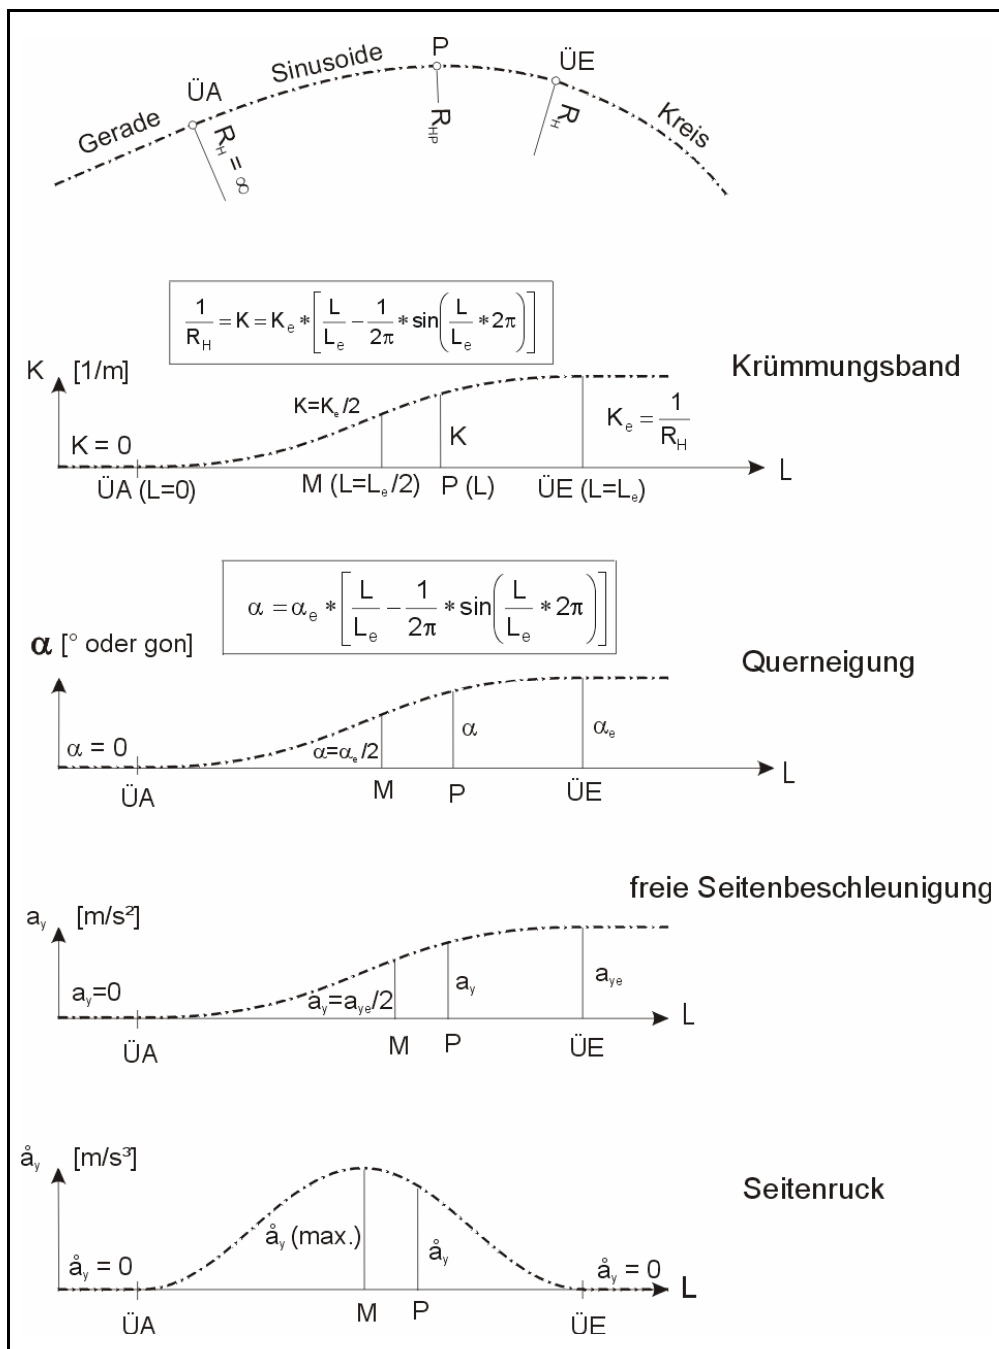 Gerade
ÜA
Sinusoide
P
ÜE
Kreis
R_H = ∞
R_HP
R_H
1/R_H = K = K_e * [L/L_e - 1/2π * sin(L/L_e * 2π)]
K [1/m]
Krümmungsband
K=K_e/2
K = 0
K
K_e = 1/R_H
L
ÜA (L=0)
M (L=L_e/2)
P (L)
ÜE (L=L_e)
α = α_e * [L/L_e - 1/2π * sin(L/L_e * 2π)]
α [° oder gon]
Querneigung
α = 0
α=α_e/2
α
α_e
L
ÜA
M
P
ÜE
freie Seitenbeschleunigung
a_y [m/s²]
a_y=0
a_y=a_ye/2
a_y
a_ye
L
ÜA
M
P
ÜE
å_y [m/s³]
Seitenruck
å_y (max.)
å_y
å_y = 0
å_y = 0
L
ÜA
M
P
ÜE